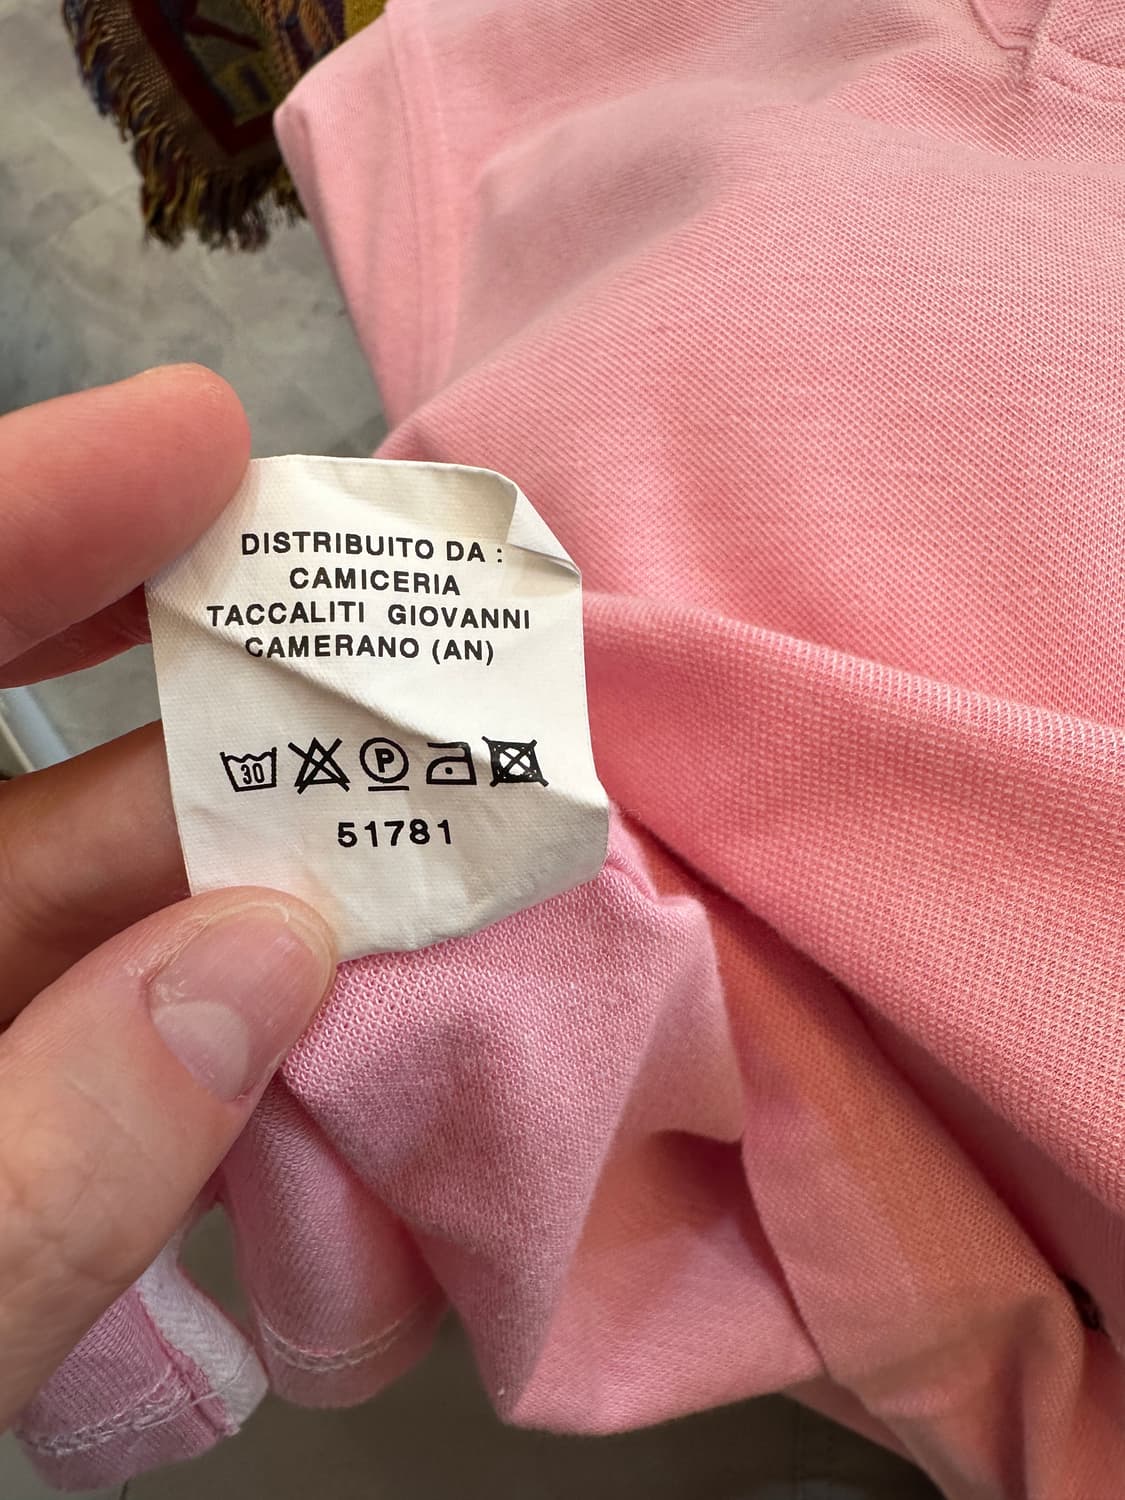 DISTRIBUITO DA :
CAMICERIA
TACCALITI GIOVANNI
CAMERANO (AN)
30 P
51781